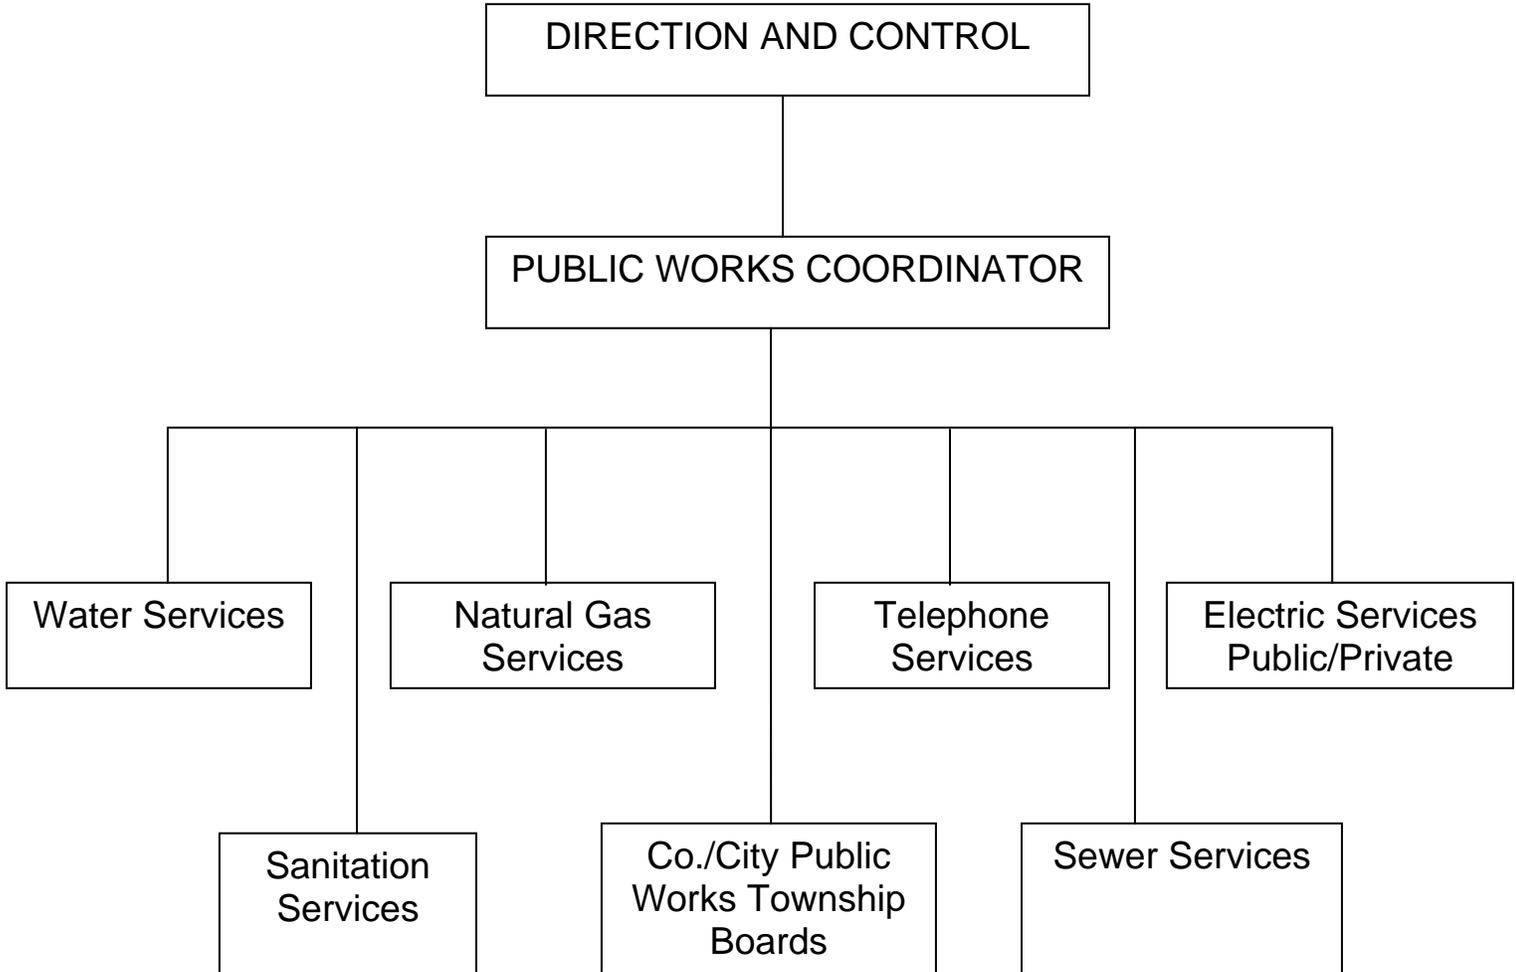 DIRECTION AND CONTROL
PUBLIC WORKS COORDINATOR
Water Services
Natural Gas
Services
Telephone
Services
Electric Services
Public/Private
Sanitation
Services
Co./City Public
Works Township
Boards
Sewer Services